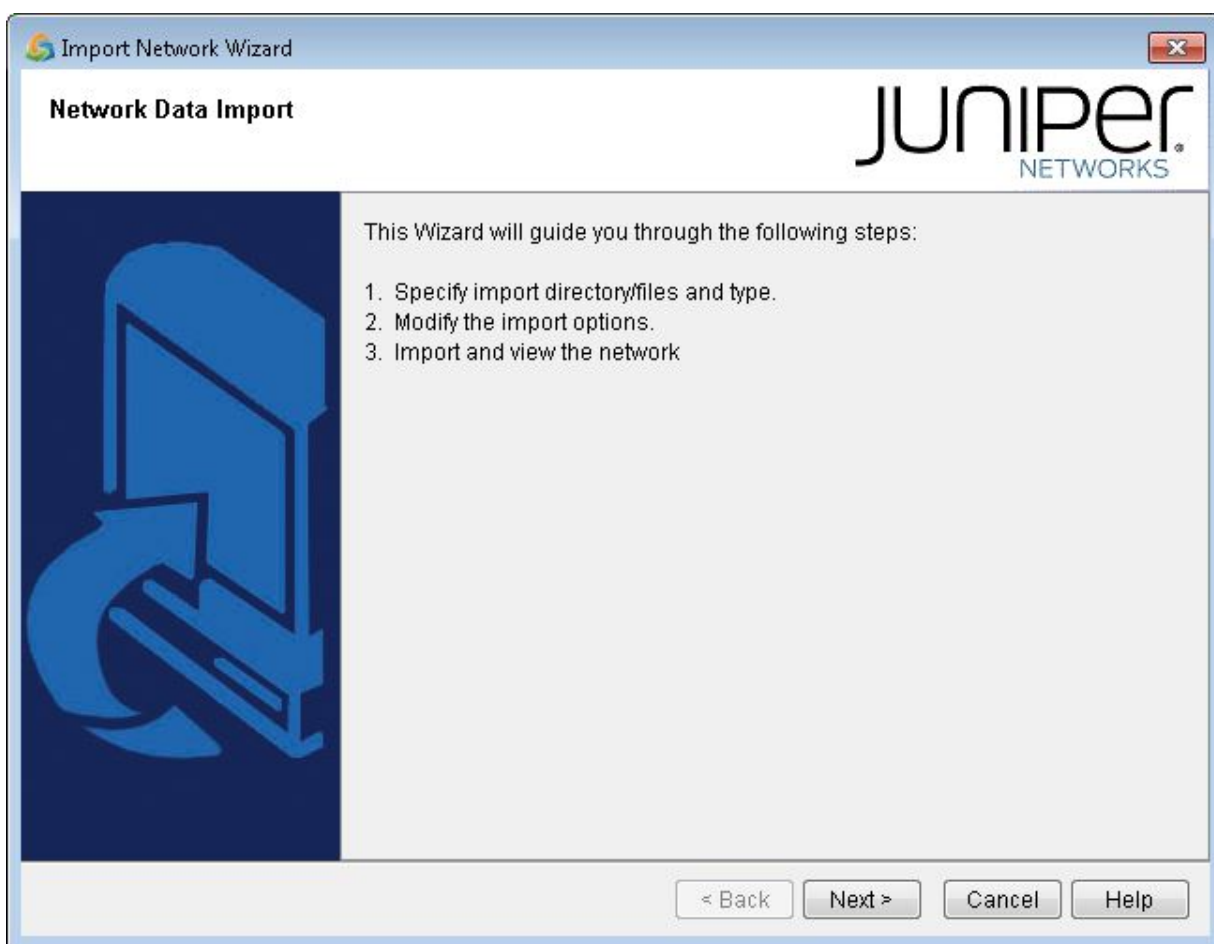 Import Network Wizard
Network Data Import
JUNIPER
NETWORKS
This Wizard will guide you through the following steps:
1. Specify import directory/files and type.
2. Modify the import options.
3. Import and view the network
< Back
Next >
Cancel
Help